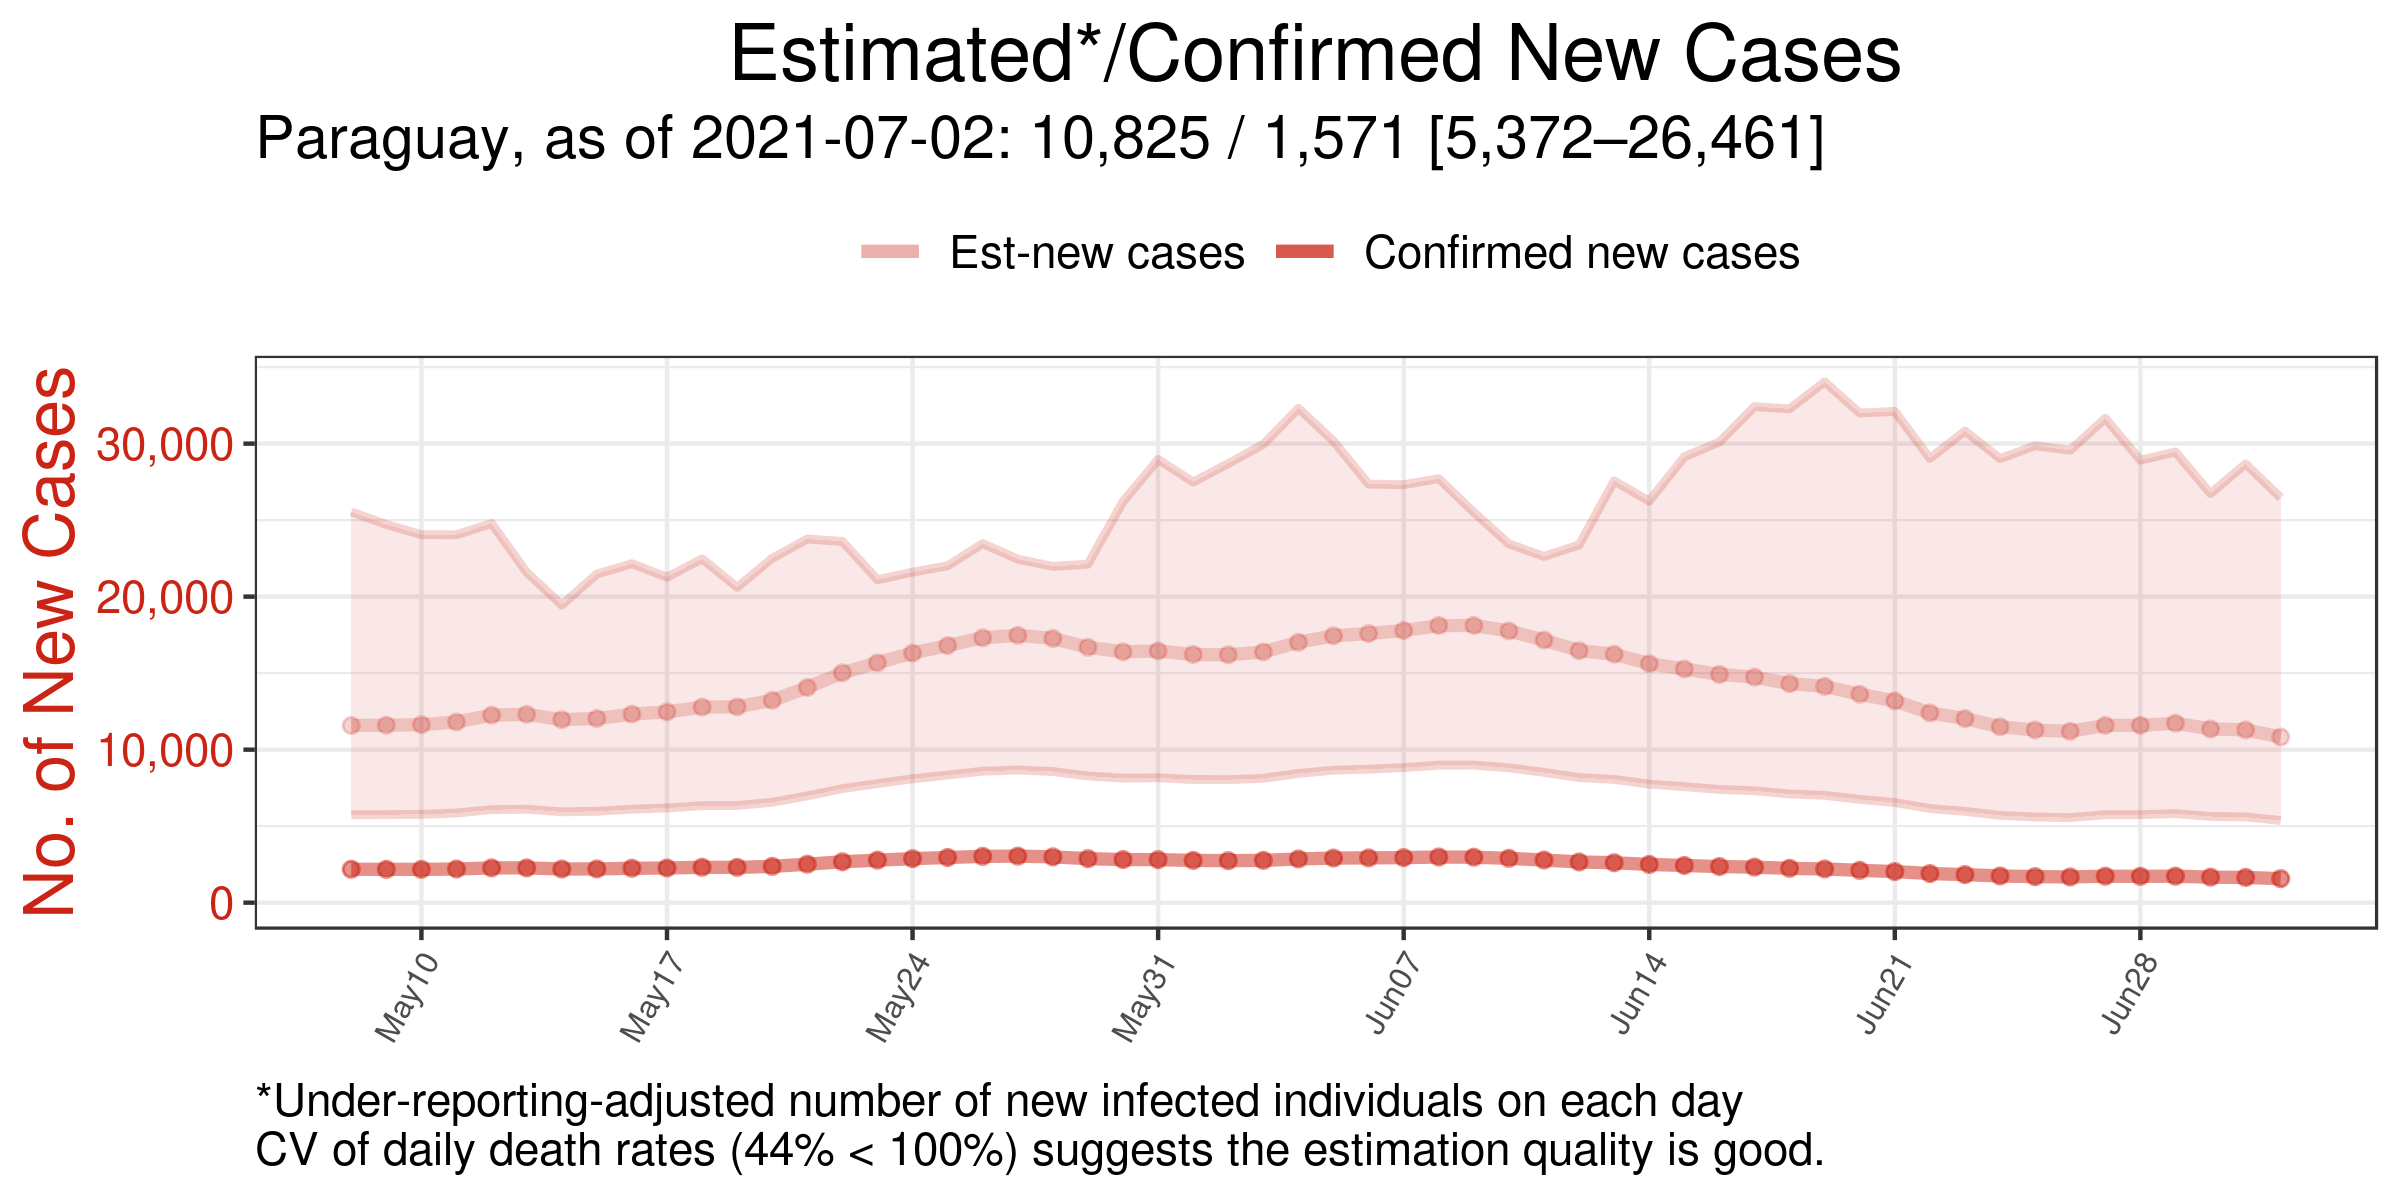 Estimated*/Confirmed New Cases
Paraguay, as of 2021-07-02: 10,825 / 1,571 [5,372–26,461]
Est-new cases Confirmed new cases
No. of New Cases
30,000
20,000
10,000
0
May10 May17 May24 May31 Jun07 Jun14 Jun21 Jun28
*Under-reporting-adjusted number of new infected individuals on each day
CV of daily death rates (44% < 100%) suggests the estimation quality is good.